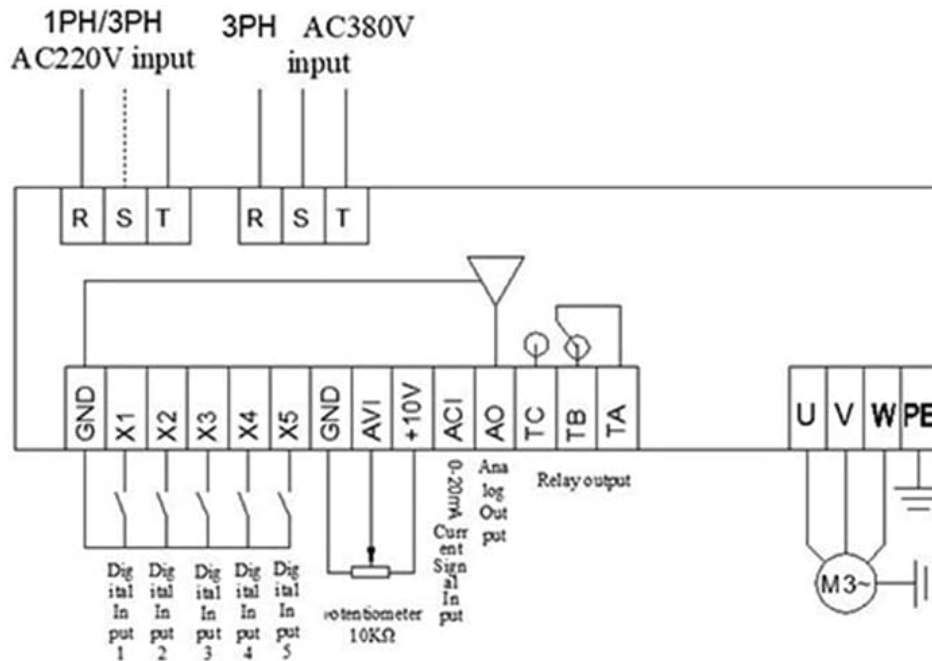 1PH/3PH
AC220V input
3PH AC380V
input
R S T
R S T
GND X1 X2 X3 X4 X5 GND AVI +10V ACI AO TC TB TA
U V W PE
Dig
ital
In
put
1
Dig
ital
In
put
2
Dig
ital
In
put
3
Dig
ital
In
put
4
Dig
ital
In
put
5
otentiometer
10KΩ
0-20mA
Curr
ent
Sign
al In
put
Ana
log
Out
put
Relay output
M3~